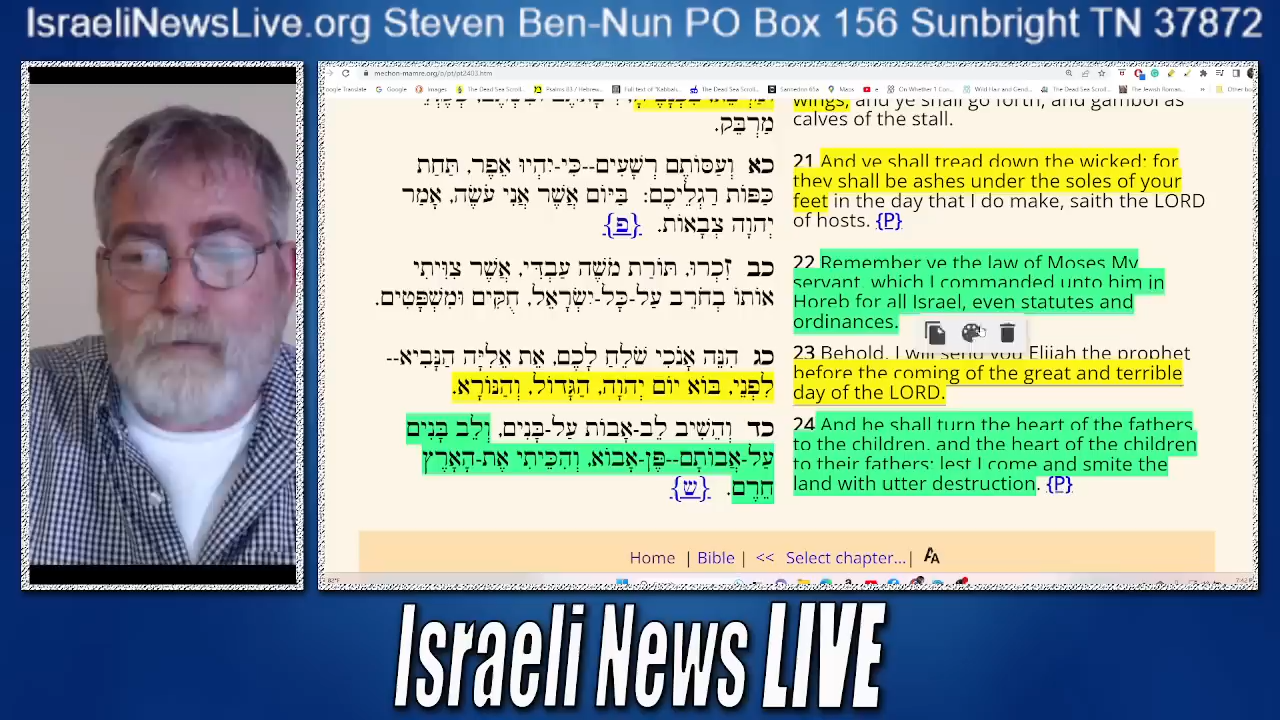 IsraeliNewsLive.org Steven Ben-Nun PO Box 156 Sunbright TN 37872
mechon-mamre.org/p/pt/pt2403.htm
מַרְבֵּק.
כא וְעַסּוֹתֶם רְשָׁעִים--כִּי-יִהְיוּ אֵפֶר, תַּחַת
כַּפּוֹת רַגְלֵיכֶם: בַּיּוֹם אֲשֶׁר אֲנִי עֹשֶׂה, אָמַר
יְהוָה צְבָאוֹת. {פ}
כב זִכְרוּ, תּוֹרַת מֹשֶׁה עַבְדִּי, אֲשֶׁר צִוִּיתִי
אוֹתוֹ בְחֹרֵב עַל-כָּל-יִשְׂרָאֵל, חֻקִּים וּמִשְׁפָּטִים.
כג הִנֵּה אָנֹכִי שֹׁלֵחַ לָכֶם, אֵת אֵלִיָּה הַנָּבִיא--
לִפְנֵי, בּוֹא יוֹם יְהוָה, הַגָּדוֹל, וְהַנּוֹרָא.
כד וְהֵשִׁיב לֵב-אָבוֹת עַל-בָּנִים, וְלֵב בָּנִים
עַל-אֲבוֹתָם--פֶּן-אָבוֹא, וְהִכֵּיתִי אֶת-הָאָרֶץ
חֵרֶם. {ש}
wings; and ye shall go forth, and gambol as
calves of the stall.
21 And ye shall tread down the wicked; for
they shall be ashes under the soles of your
feet in the day that I do make, saith the LORD
of hosts. {P}
22 Remember ye the law of Moses My
servant, which I commanded unto him in
Horeb for all Israel, even statutes and
ordinances.
23 Behold, I will send you Elijah the prophet
before the coming of the great and terrible
day of the LORD.
24 And he shall turn the heart of the fathers
to the children, and the heart of the children
to their fathers; lest I come and smite the
land with utter destruction. {P}
Home | Bible | << Select chapter... | AA
Israeli News LIVE